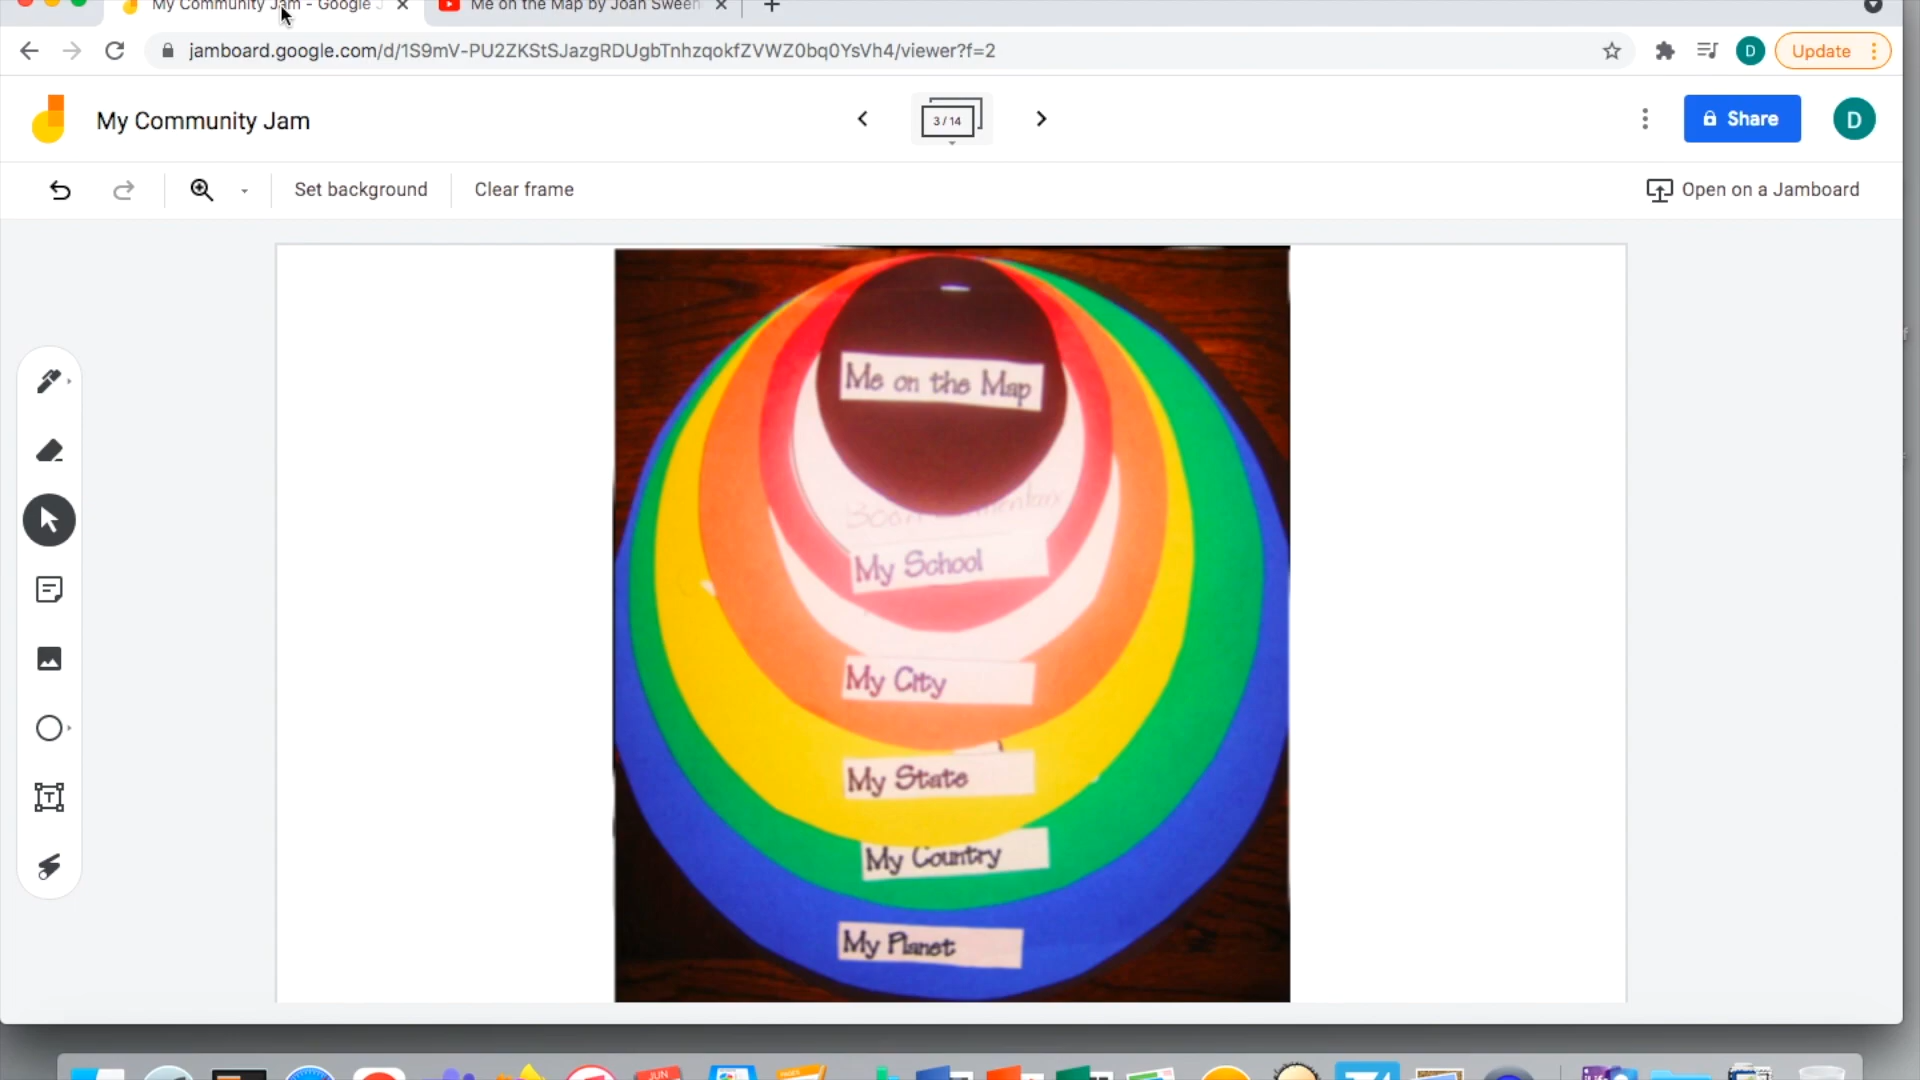 My Community Jam - Google J
Me on the Map by Joan Sween
jamboard.google.com/d/1S9mV-PU2ZKStSJazgRDUgbTnhzqokfZVWZ0bq0YsVh4/viewer?f=2
D
Update
My Community Jam
3 / 14
Share
D
Set background
Clear frame
Open on a Jamboard
Me on the Map
My School
My City
My State
My Country
My Planet
JUN
PAGES